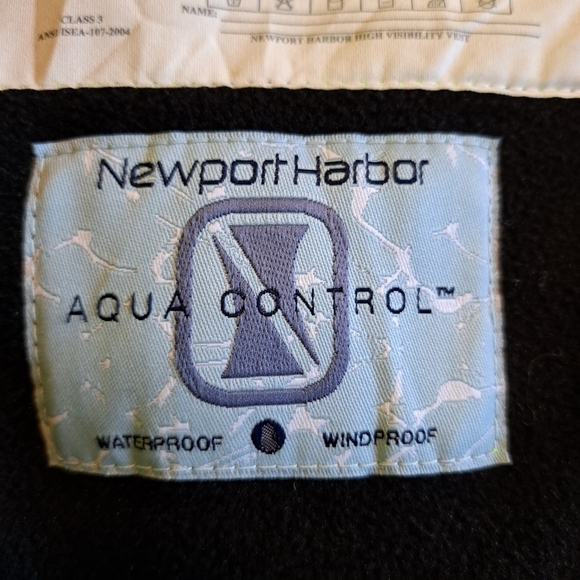 CLASS 3
ANSI ISEA-107-2004
NAME:
NEWPORT HARBOR HIGH VISIBILITY VEST
Newport Harbor
AQUA CONTROL™
WATERPROOF WINDPROOF